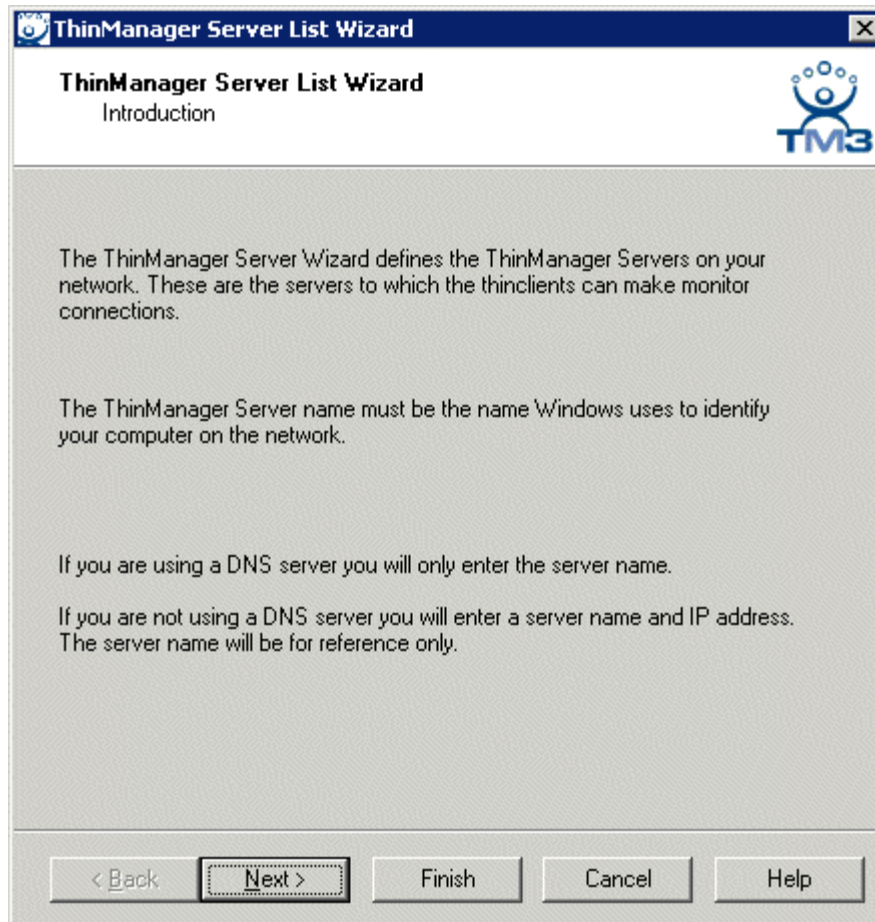 ThinManager Server List Wizard
ThinManager Server List Wizard
Introduction
TM3
The ThinManager Server Wizard defines the ThinManager Servers on your
network. These are the servers to which the thinclients can make monitor
connections.
The ThinManager Server name must be the name Windows uses to identify
your computer on the network.
If you are using a DNS server you will only enter the server name.
If you are not using a DNS server you will enter a server name and IP address.
The server name will be for reference only.
< Back Next > Finish Cancel Help